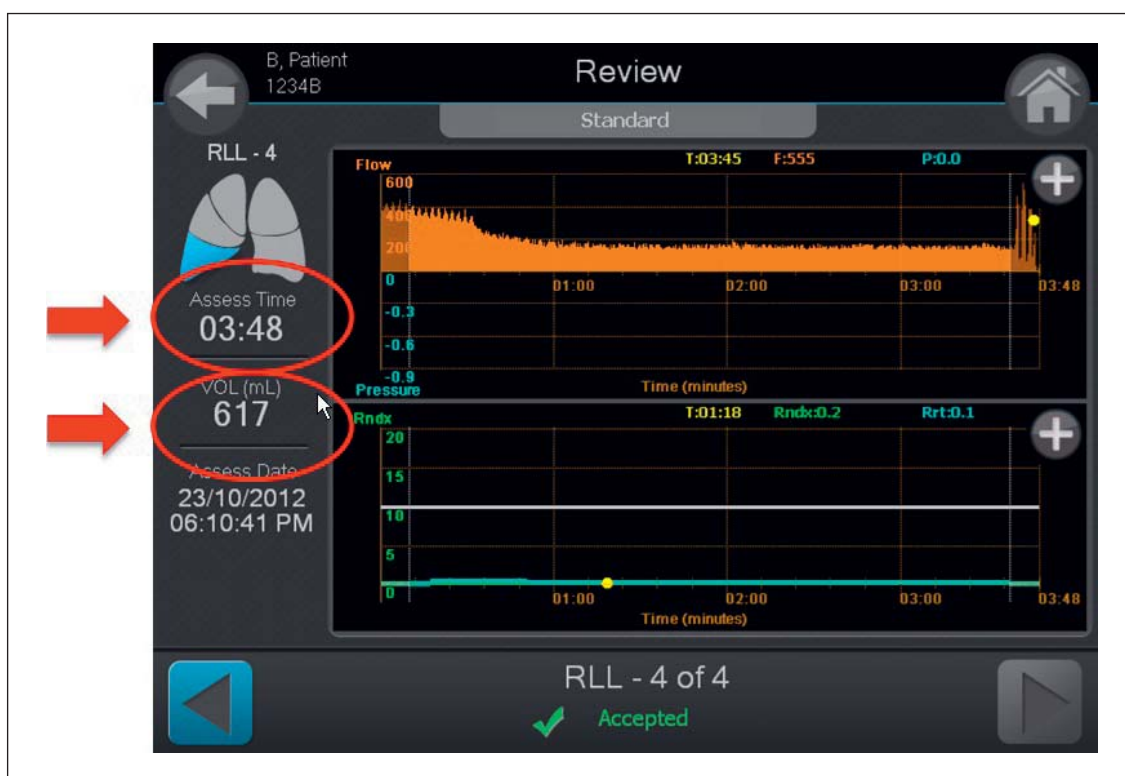 B, Patient
1234B
Review
Standard
RLL - 4
Assess Time
03:48
VOL (mL)
617
Assess Date
23/10/2012
06:10:41 PM
Flow T:03:45 F:555 P:0.0
600
400
200
0
01:00 02:00 03:00 03:48
-0.3
-0.6
-0.9
Pressure Time (minutes)
Rndx T:01:18 Rndx:0.2 Rrt:0.1
20
15
10
5
0
01:00 02:00 03:00 03:48
Time (minutes)
RLL - 4 of 4
Accepted